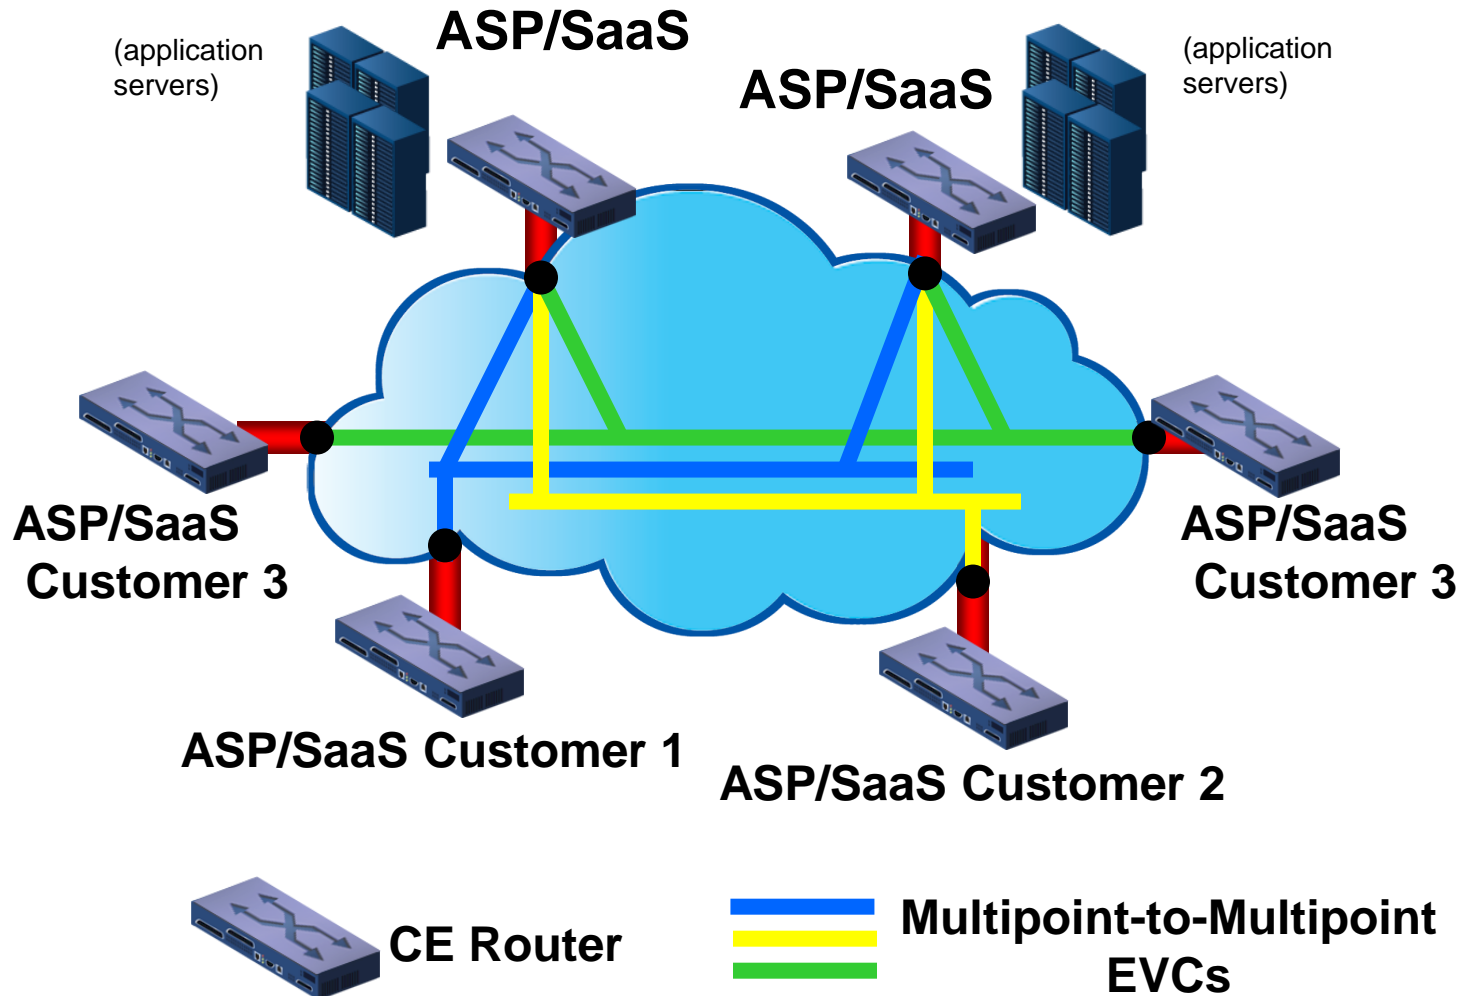 ASP/SaaS
(application
servers)
ASP/SaaS
(application
servers)
ASP/SaaS
Customer 3
ASP/SaaS
Customer 3
ASP/SaaS Customer 1
ASP/SaaS Customer 2
CE Router
Multipoint-to-Multipoint
EVCs